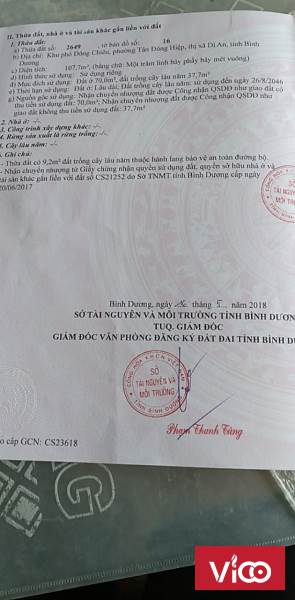 II. Thửa đất, nhà ở và tài sản khác gắn liền với đất
1. Thửa đất:
a) Thửa đất số: 2649 , tờ bản đồ số: 16
b) Địa chỉ: Khu phố Đông Chiêu, phường Tân Đông Hiệp, thị xã Dĩ An, tỉnh Bình
Dương
c) Diện tích: 107,7m², (bằng chữ: Một trăm linh bảy phẩy bảy mét vuông)
d) Hình thức sử dụng: Sử dụng riêng
đ) Mục đích sử dụng: Đất ở 70,0m², đất trồng cây lâu năm 37,7m²
e) Thời hạn sử dụng: Đất ở: Lâu dài; Đất trồng cây lâu năm: sử dụng đến ngày 26/8/2046
g) Nguồn gốc sử dụng: Nhận chuyển nhượng đất được Công nhận QSDĐ như giao đất có
thu tiền sử dụng đất: 70,0m²; Nhận chuyển nhượng đất được Công nhận QSDĐ như
giao đất không thu tiền sử dụng đất: 37,7m²
2. Nhà ở: -/-
3. Công trình xây dựng khác: -/-
4. Rừng sản xuất là rừng trồng: -/-
5. Cây lâu năm: -/-
Ghi chú:
- Thửa đất có 9,2m² đất trồng cây lâu năm thuộc hành lang bảo vệ an toàn đường bộ.
- Nhận chuyển nhượng từ Giấy chứng nhận quyền sử dụng đất, quyền sở hữu nhà ở và
tài sản khác gắn liền với đất số CS21252 do Sở TNMT tỉnh Bình Dương cấp ngày
20/06/2017
SỞ
TÀI NGUYÊN
MÔI TRƯỜNG
Bình Dương, ngày tháng 5 năm 2018
SỞ TÀI NGUYÊN VÀ MÔI TRƯỜNG TỈNH BÌNH DƯƠN
TUQ. GIÁM ĐỐC
GIÁM ĐỐC VĂN PHÒNG ĐĂNG KÝ ĐẤT ĐAI TỈNH BÌNH D
SỞ
TÀI NGUYÊN VÀ
MÔI TRƯỜNG
TỈNH BÌNH DƯƠNG
Phạm Thanh Tùng
o cấp GCN: CS23618
ViCO